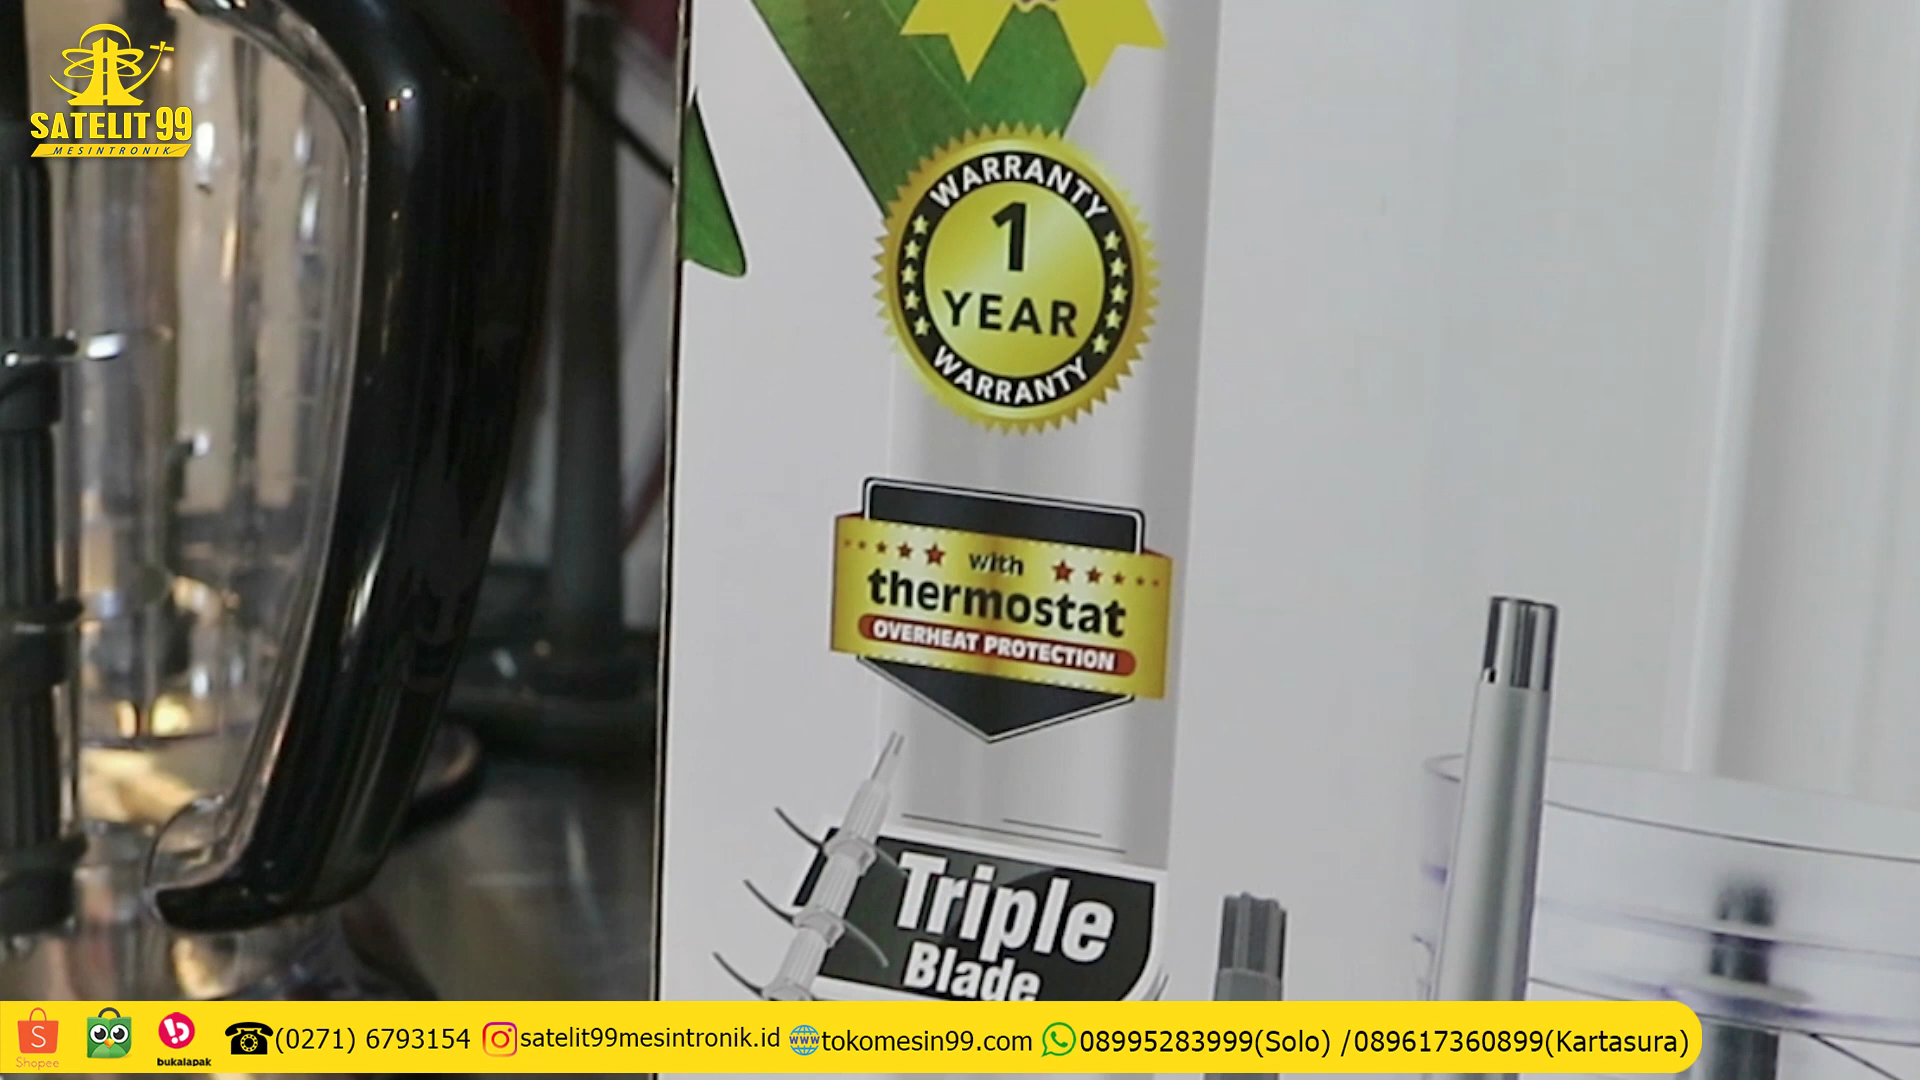 SATELIT 99
MESINTRONIK
WARRANTY
1
YEAR
WARRANTY
with
thermostat
OVERHEAT PROTECTION
Triple
Blade
Shopee
bukalapak
(0271) 6793154
satelit99mesintronik.id
www
tokomesin99.com
08995283999(Solo) /089617360899(Kartasura)